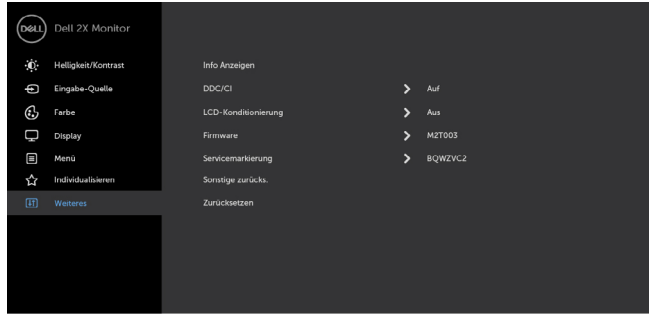 DELL Dell 2X Monitor
Helligkeit/Kontrast Info Anzeigen
Eingabe-Quelle DDC/CI Auf
Farbe LCD-Konditionierung Aus
Display Firmware M2T003
Menü Servicemarkierung BQWZVC2
Individualisieren Sonstige zurücks.
Weiteres Zurücksetzen